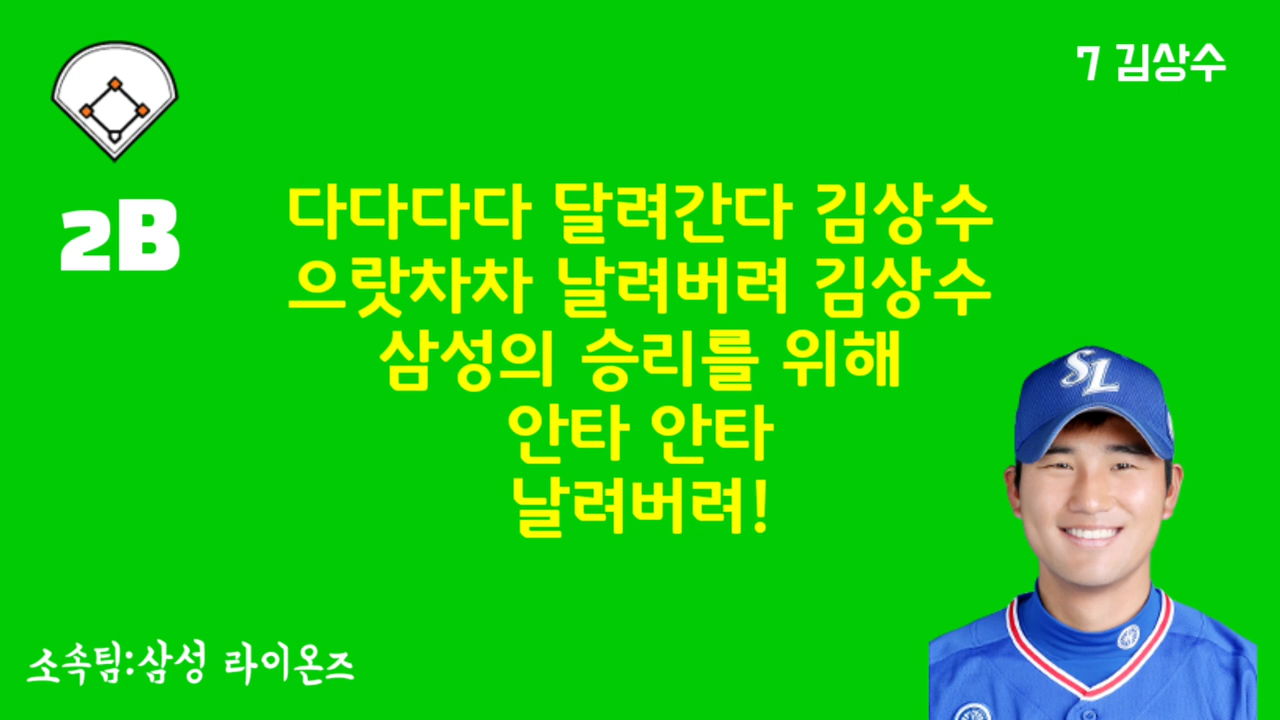 7 김상수
2B
다다다다 달려간다 김상수
으랏차차 날려버려 김상수
삼성의 승리를 위해
안타 안타
날려버려!
SL
소속팀:삼성 라이온즈